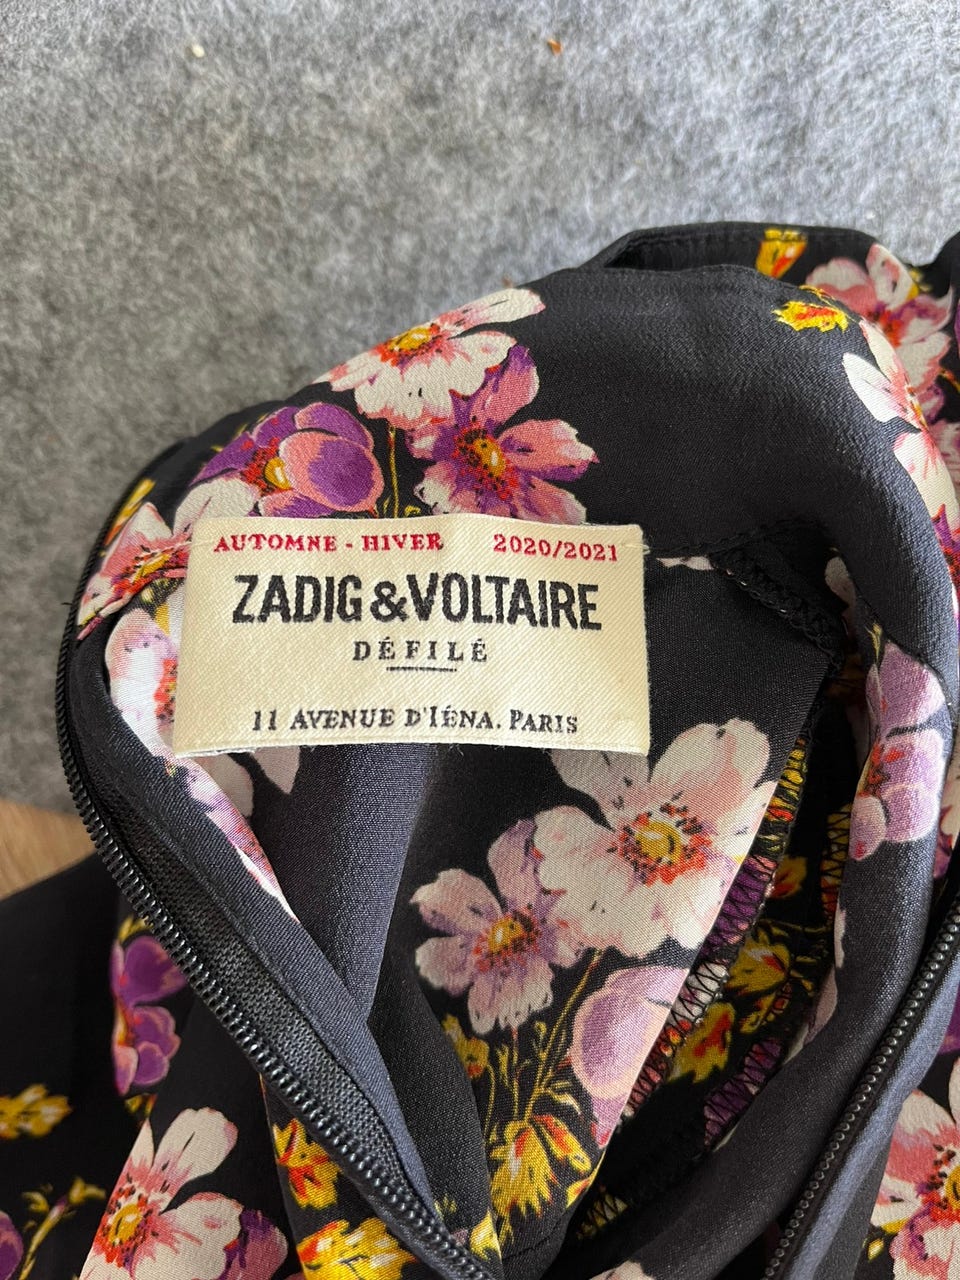 AUTOMNE - HIVER 2020/2021
ZADIG & VOLTAIRE
DÉFILÉ
11 AVENUE D'IÉNA. PARIS